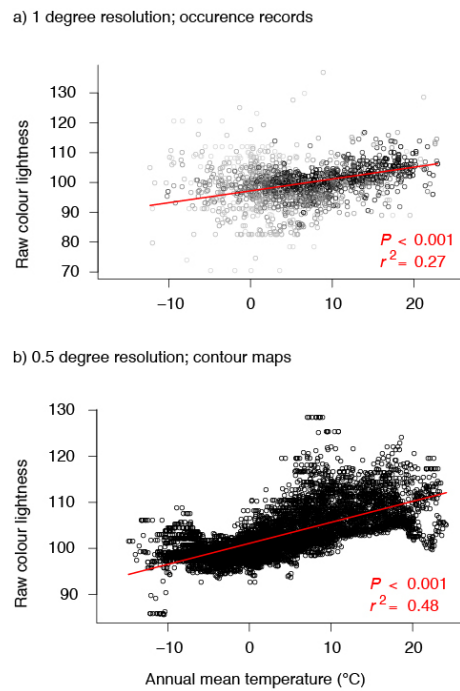 a) 1 degree resolution; occurence records
Raw colour lightness
130
120
110
100
90
80
70
P < 0.001
r² = 0.27
−10 0 10 20
b) 0.5 degree resolution; contour maps
Raw colour lightness
130
120
110
100
90
P < 0.001
r² = 0.48
−10 0 10 20
Annual mean temperature (°C)